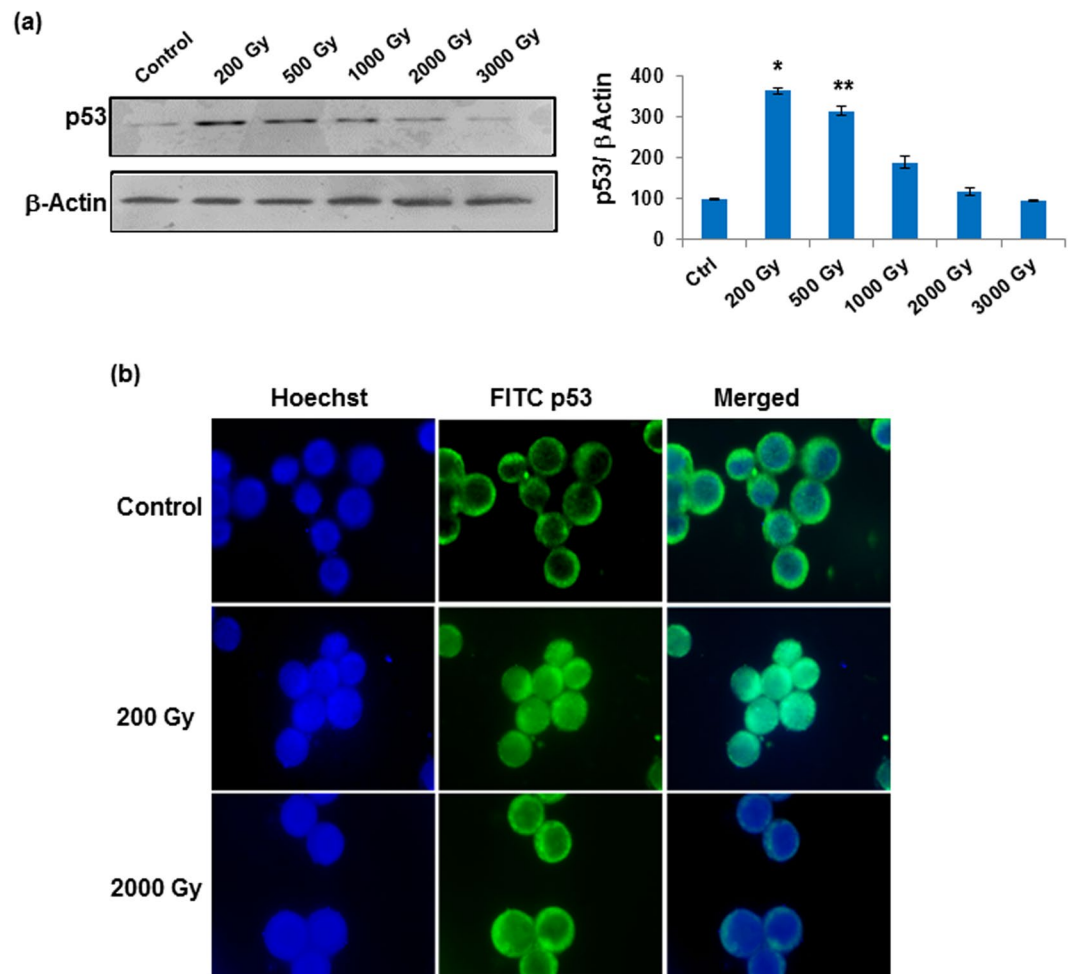 (a)
Control
200 Gy
500 Gy
1000 Gy
2000 Gy
3000 Gy
p53
β-Actin
p53/ β Actin
400
300
200
100
0
*
**
Ctrl
200 Gy
500 Gy
1000 Gy
2000 Gy
3000 Gy
(b)
Hoechst
FITC p53
Merged
Control
200 Gy
2000 Gy